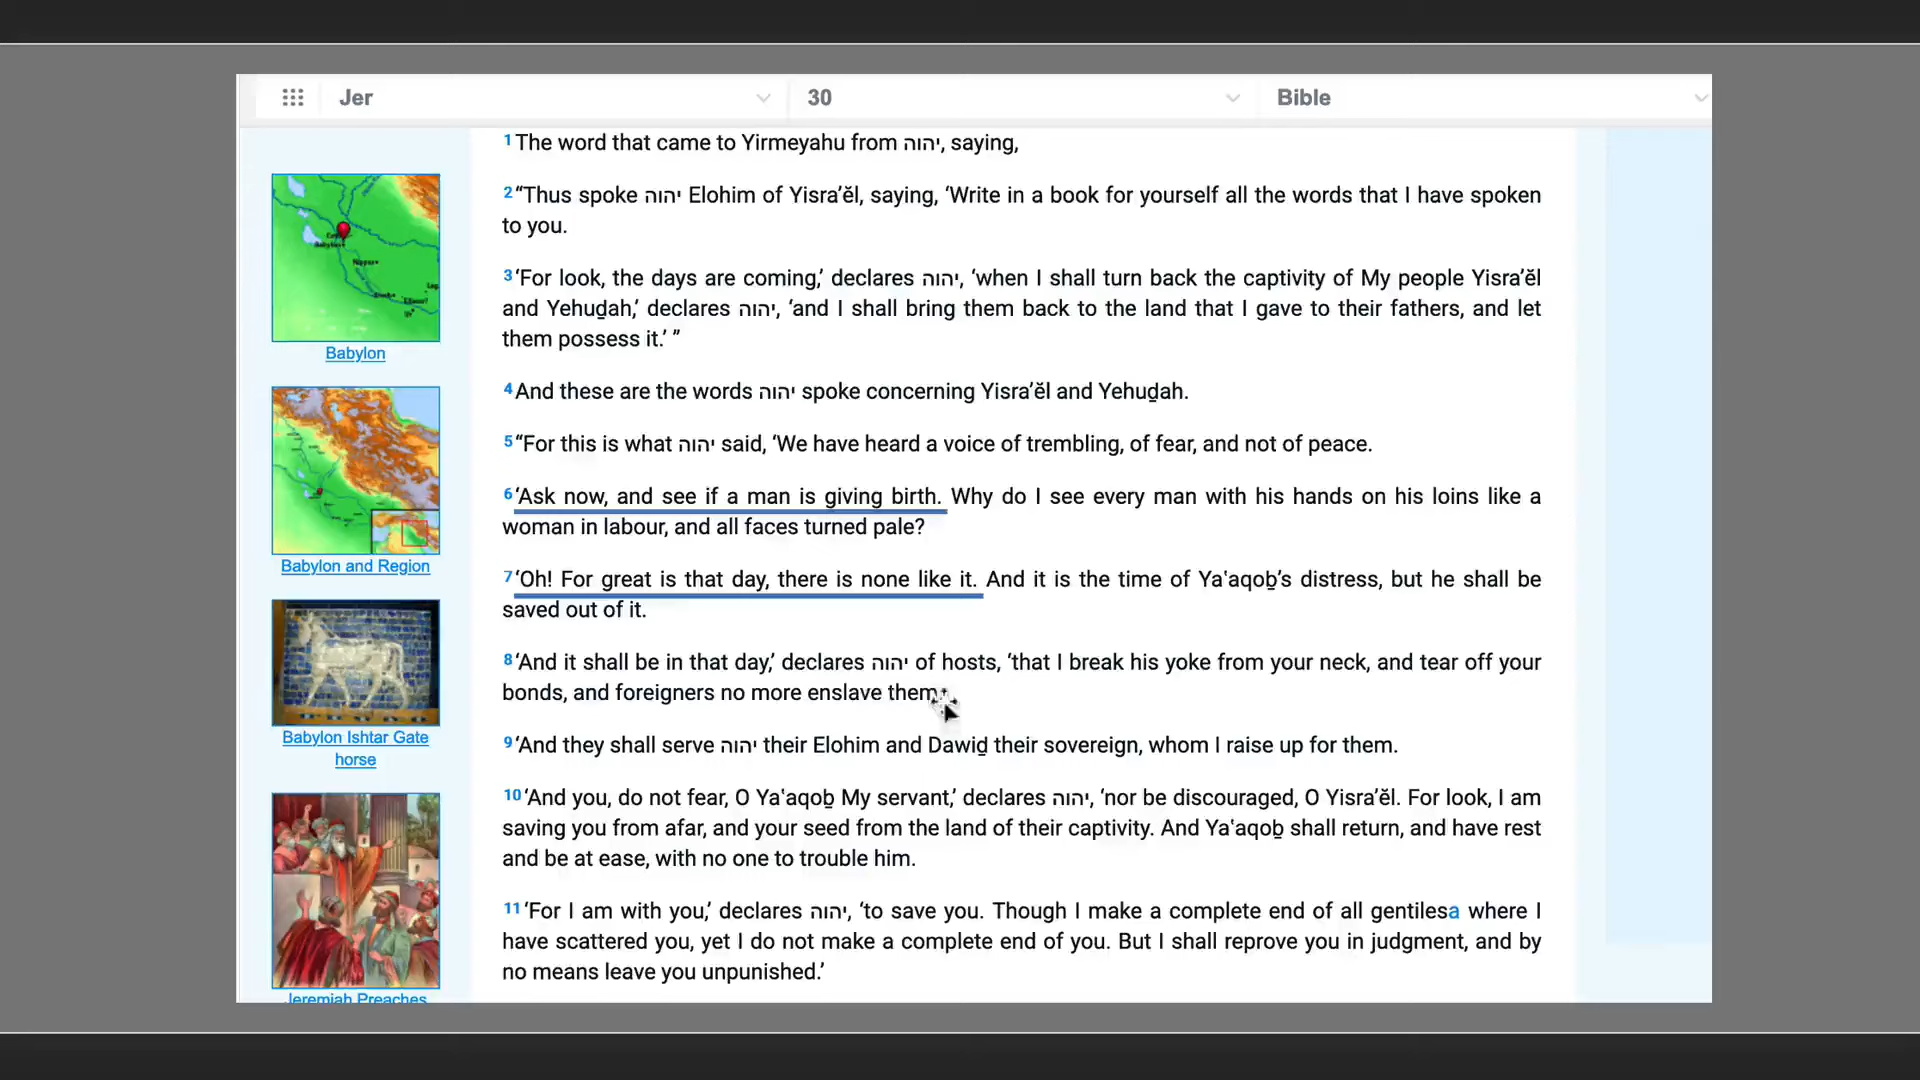 Jer
30
Bible
1 The word that came to Yirmeyahu from יהוה, saying,
2 “Thus spoke יהוה Elohim of Yisra’ĕl, saying, ‘Write in a book for yourself all the words that I have spoken
to you.
3 ‘For look, the days are coming,’ declares יהוה, ‘when I shall turn back the captivity of My people Yisra’ĕl
and Yehuḏah,’ declares יהוה, ‘and I shall bring them back to the land that I gave to their fathers, and let
them possess it.’ ”
4 And these are the words יהוה spoke concerning Yisra’ĕl and Yehuḏah.
5 “For this is what יהוה said, ‘We have heard a voice of trembling, of fear, and not of peace.
6 ‘Ask now, and see if a man is giving birth. Why do I see every man with his hands on his loins like a
woman in labour, and all faces turned pale?
7 ‘Oh! For great is that day, there is none like it. And it is the time of Ya‛aqoḇ’s distress, but he shall be
saved out of it.
8 ‘And it shall be in that day,’ declares יהוה of hosts, ‘that I break his yoke from your neck, and tear off your
bonds, and foreigners no more enslave them.
9 ‘And they shall serve יהוה their Elohim and Dawiḏ their sovereign, whom I raise up for them.
10 ‘And you, do not fear, O Ya‛aqoḇ My servant,’ declares יהוה, ‘nor be discouraged, O Yisra’ĕl. For look, I am
saving you from afar, and your seed from the land of their captivity. And Ya‛aqoḇ shall return, and have rest
and be at ease, with no one to trouble him.
11 ‘For I am with you,’ declares יהוה, ‘to save you. Though I make a complete end of all gentilesa where I
have scattered you, yet I do not make a complete end of you. But I shall reprove you in judgment, and by
no means leave you unpunished.’
Babylon
Babylon and Region
Babylon Ishtar Gate
horse
Jeremiah Preaches